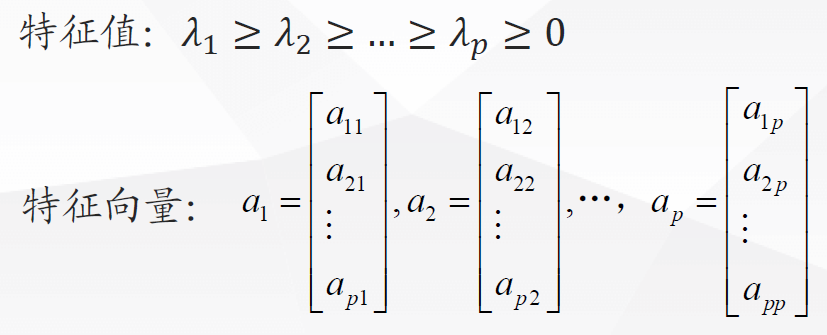 特征值: λ₁ ≥ λ₂ ≥ … ≥ λₚ ≥ 0
特征向量: a₁ = [a₁₁ a₂₁ ⋮ aₚ₁], a₂ = [a₁₂ a₂₂ ⋮ aₚ₂], ⋯, aₚ = [a₁ₚ a₂ₚ ⋮ aₚₚ]